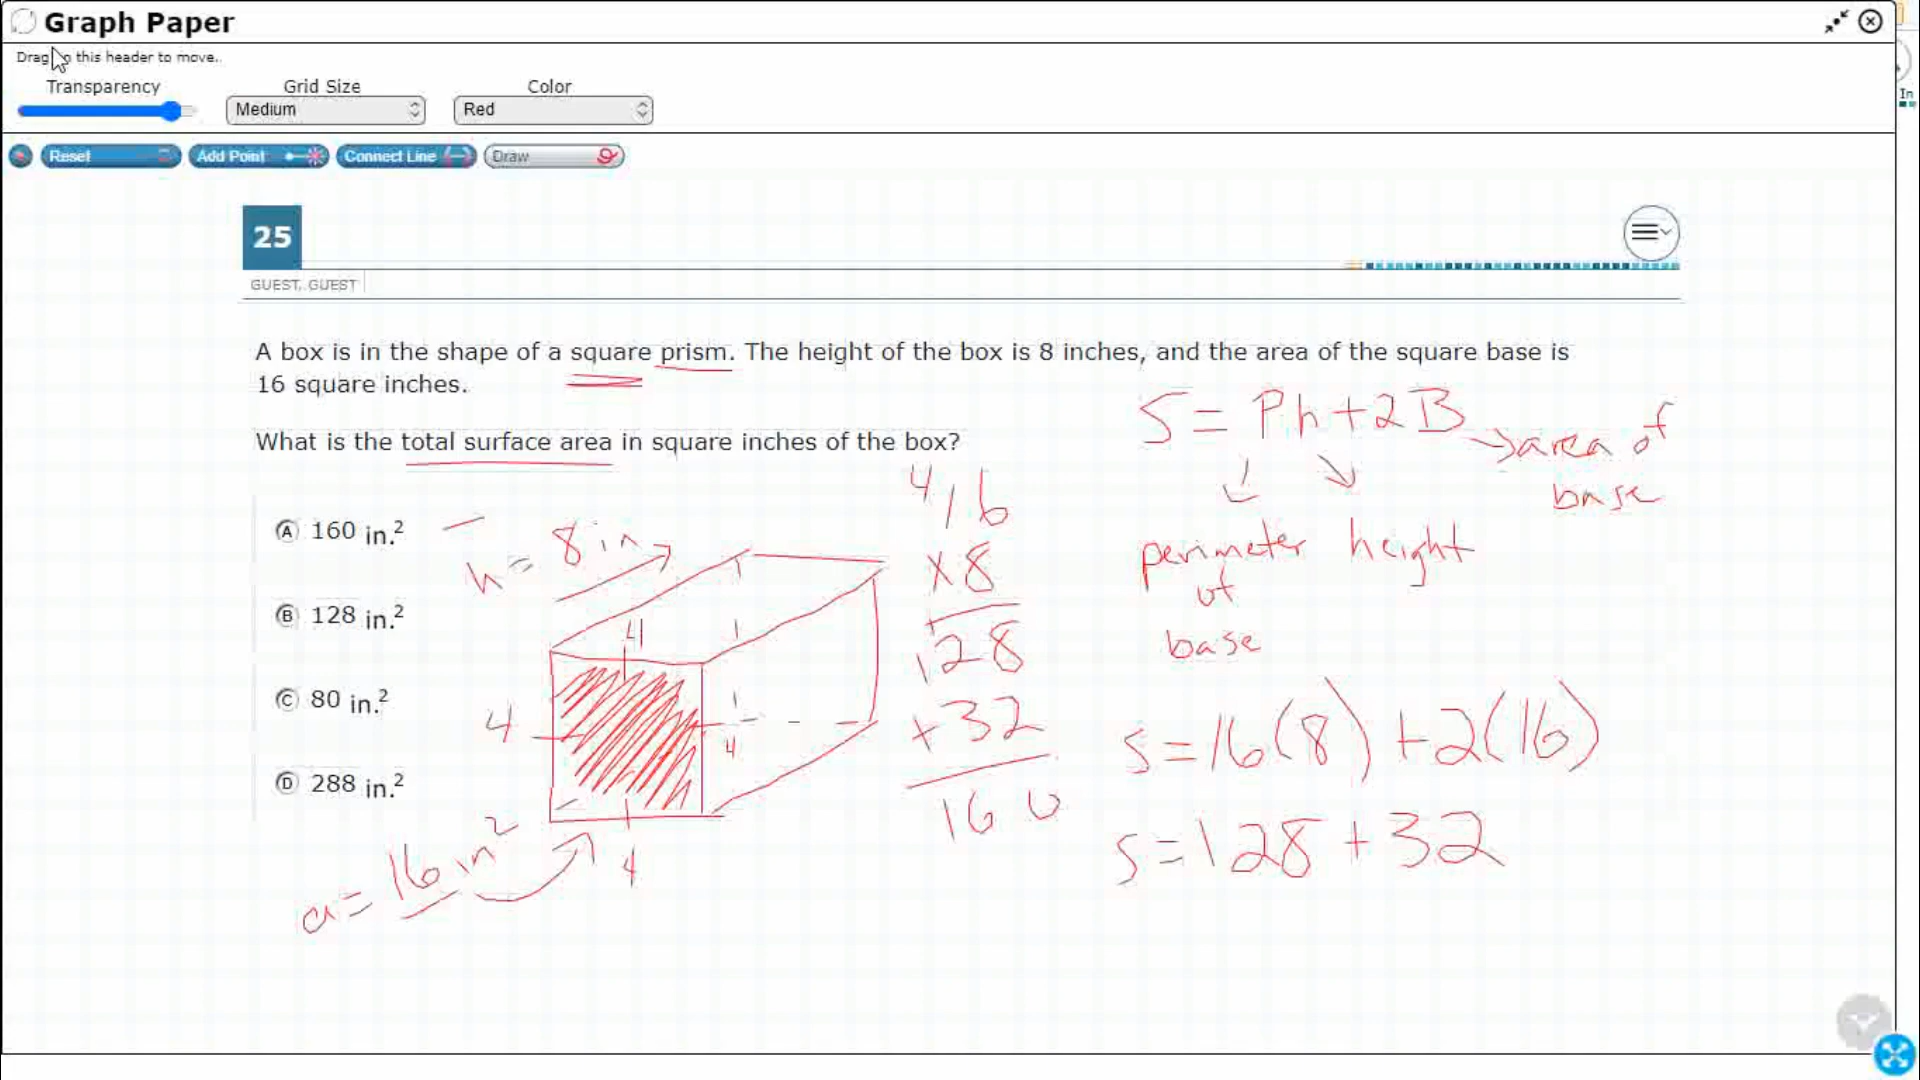 Graph Paper
Drag on this header to move..
Transparency
Grid Size
Color
Medium
Red
Reset
Add Point
Connect Line
Draw
In
25
GUEST, GUEST
A box is in the shape of a square prism. The height of the box is 8 inches, and the area of the square base is
16 square inches.
What is the total surface area in square inches of the box?
A 160 in.²
B 128 in.²
C 80 in.²
D 288 in.²
h = 8 in
4
4
4
4
a = 16 in²
4
16
x 8
128
+ 32
160
S = Ph + 2B
area of
base
perimeter
of
base
height
S = 16(8) + 2(16)
S = 128 + 32